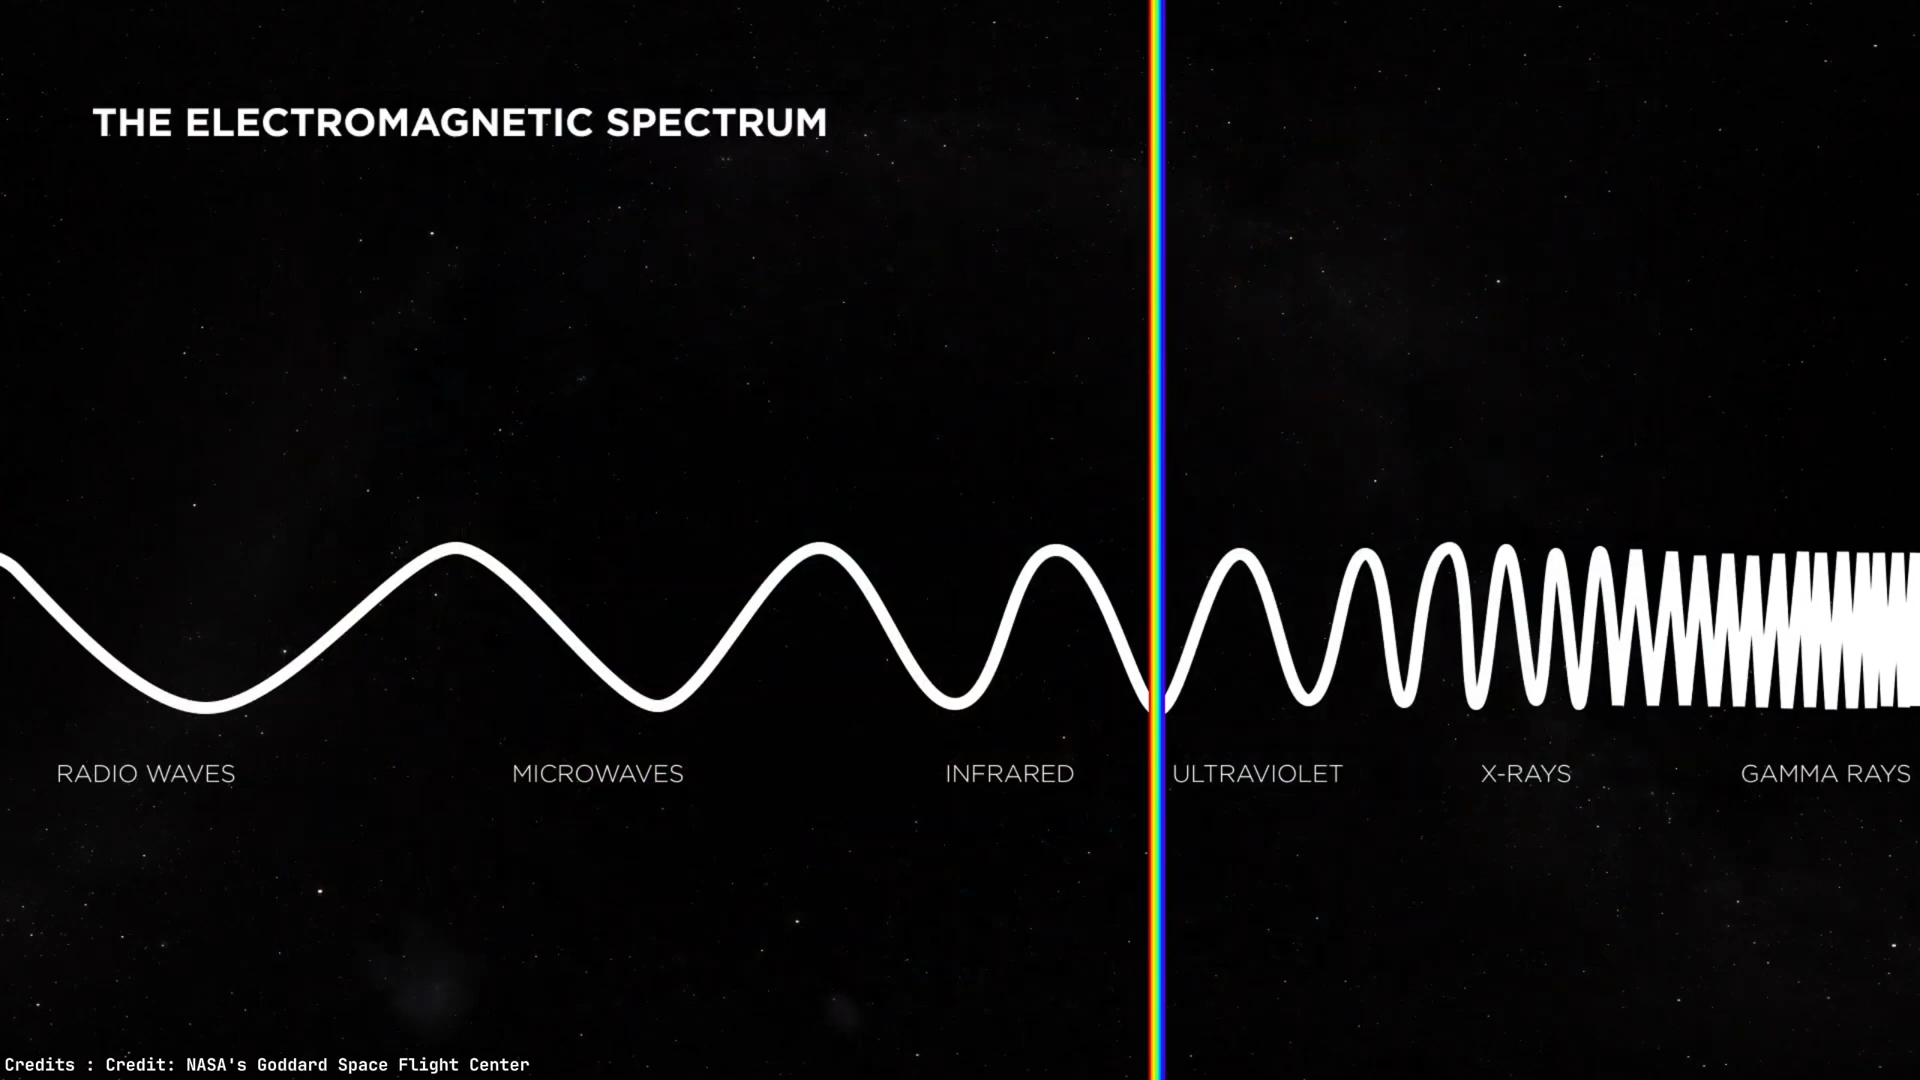 THE ELECTROMAGNETIC SPECTRUM
RADIO WAVES MICROWAVES INFRARED ULTRAVIOLET X-RAYS GAMMA RAYS
Credits : Credit: NASA's Goddard Space Flight Center